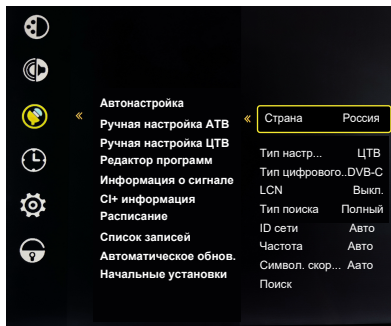 Автонастройка
Ручная настройка АТВ
Ручная настройка ЦТВ
Редактор программ
Информация о сигнале
CI+ информация
Расписание
Список записей
Автоматическое обнов.
Начальные установки
Страна Россия
Тип настр... ЦТВ
Тип цифрового..DVB-C
LCN Выкл.
Тип поиска Полный
ID сети Авто
Частота Авто
Символ. скор... Аато
Поиск